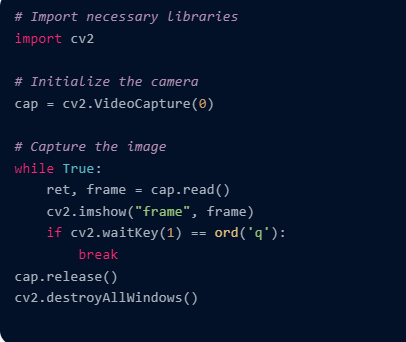 # Import necessary libraries
import cv2

# Initialize the camera
cap = cv2.VideoCapture(0)

# Capture the image
while True:
    ret, frame = cap.read()
    cv2.imshow("frame", frame)
    if cv2.waitKey(1) == ord('q'):
        break
cap.release()
cv2.destroyAllWindows()